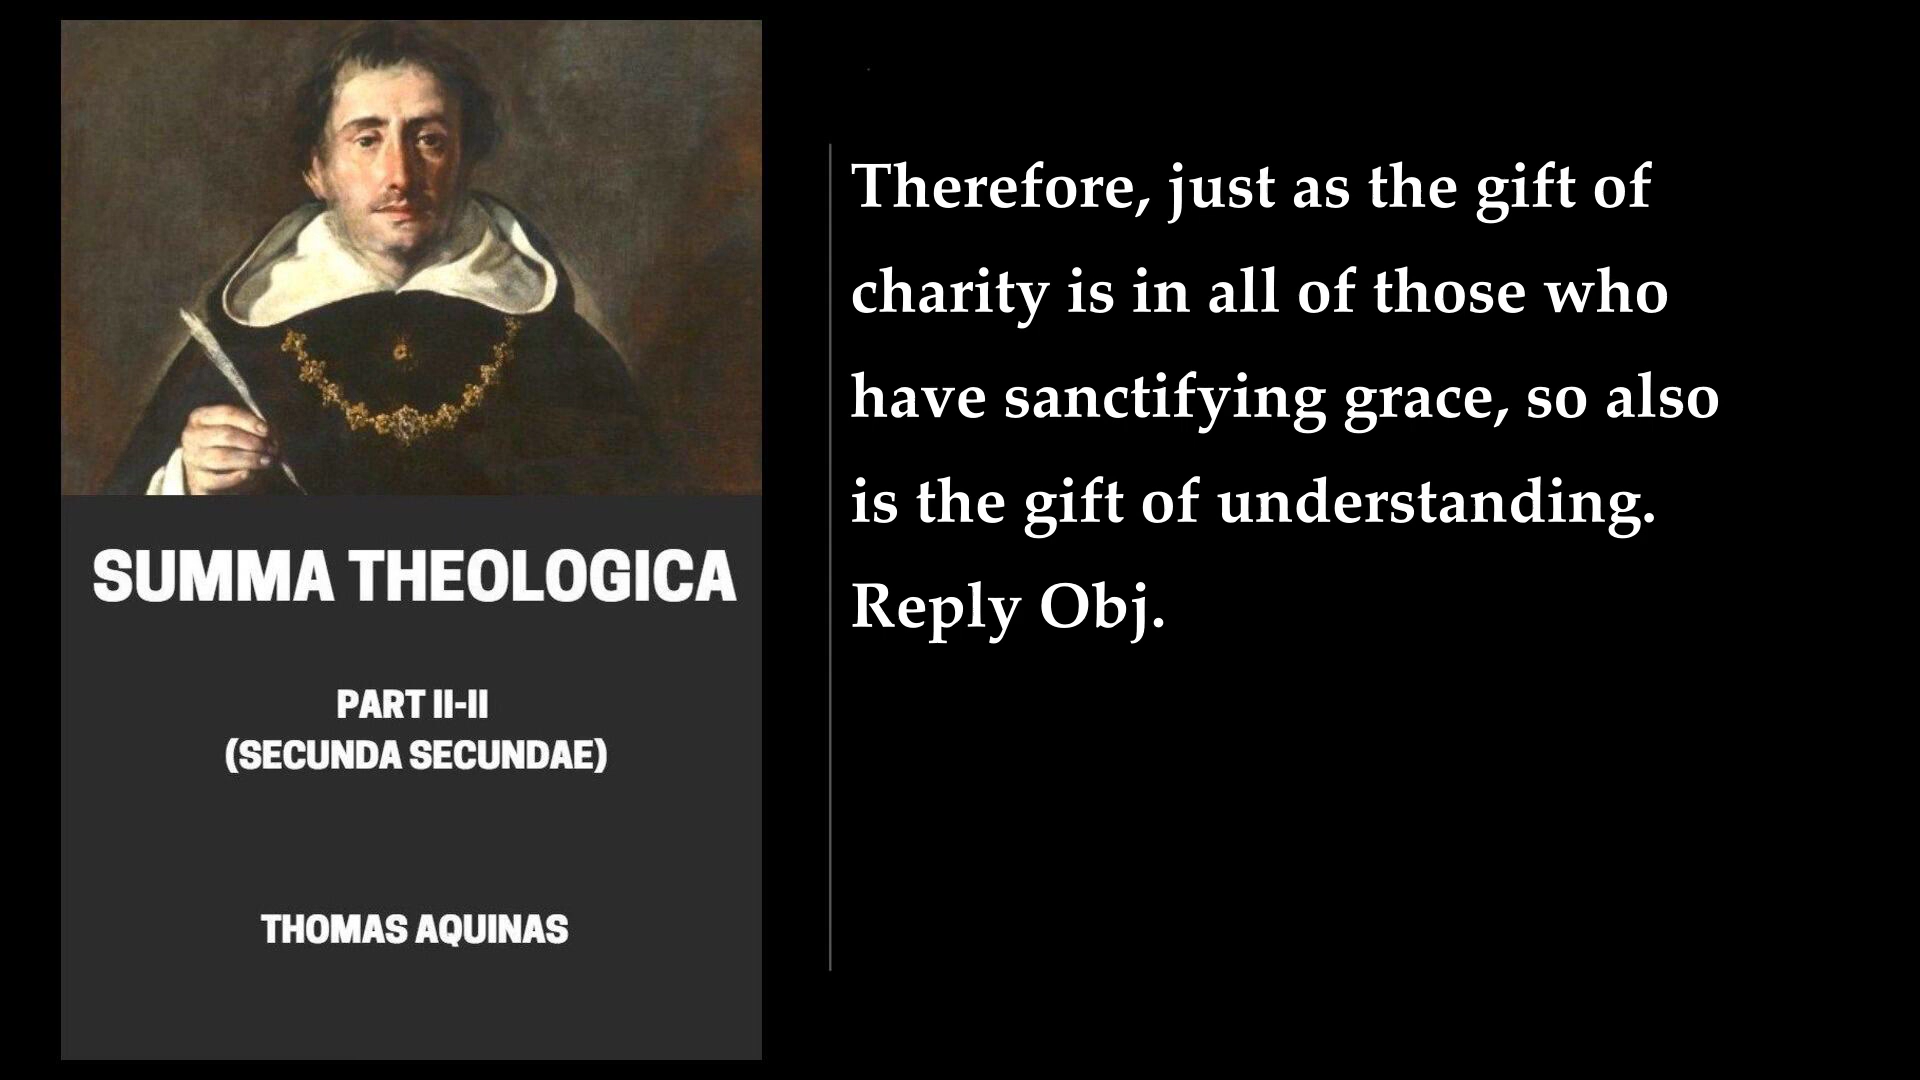 SUMMA THEOLOGICA
PART II-II
(SECUNDA SECUNDAE)
THOMAS AQUINAS
Therefore, just as the gift of
charity is in all of those who
have sanctifying grace, so also
is the gift of understanding.
Reply Obj.